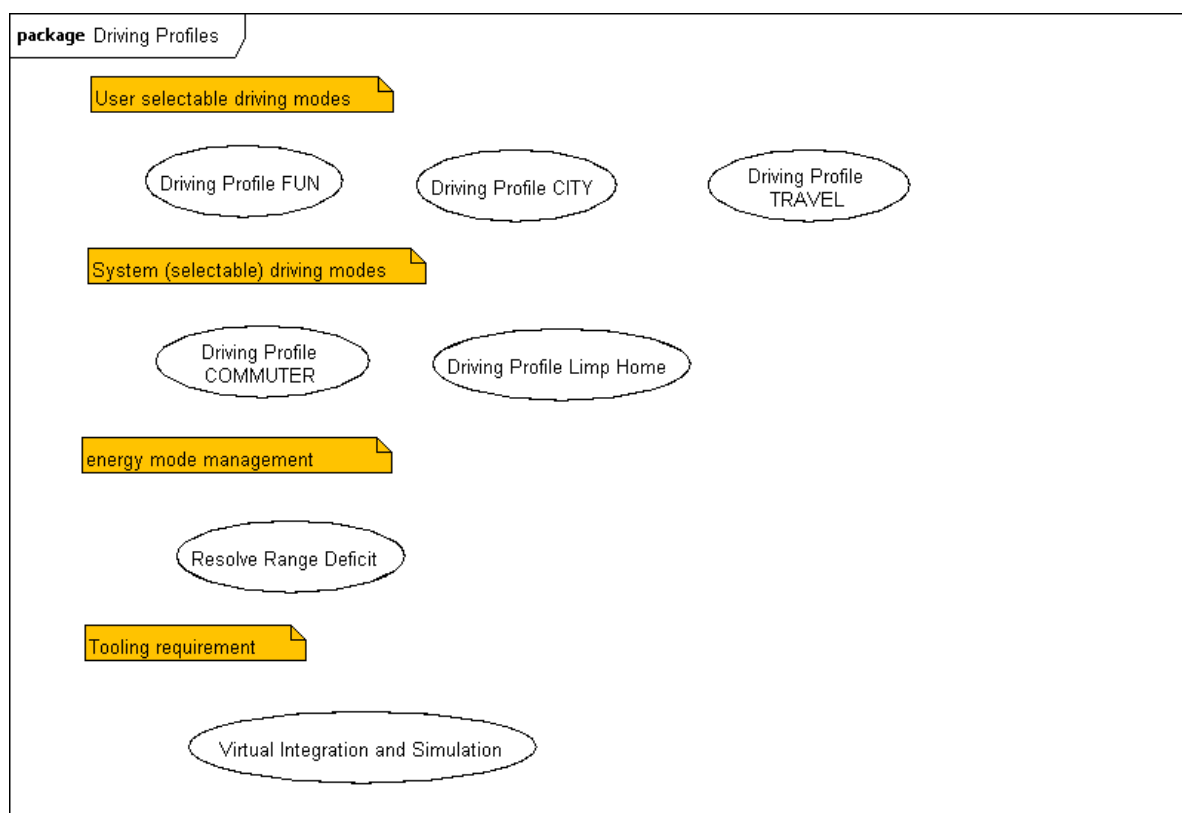 package Driving Profiles
User selectable driving modes
Driving Profile FUN
Driving Profile CITY
Driving Profile
TRAVEL
System (selectable) driving modes
Driving Profile
COMMUTER
Driving Profile Limp Home
energy mode management
Resolve Range Deficit
Tooling requirement
Virtual Integration and Simulation